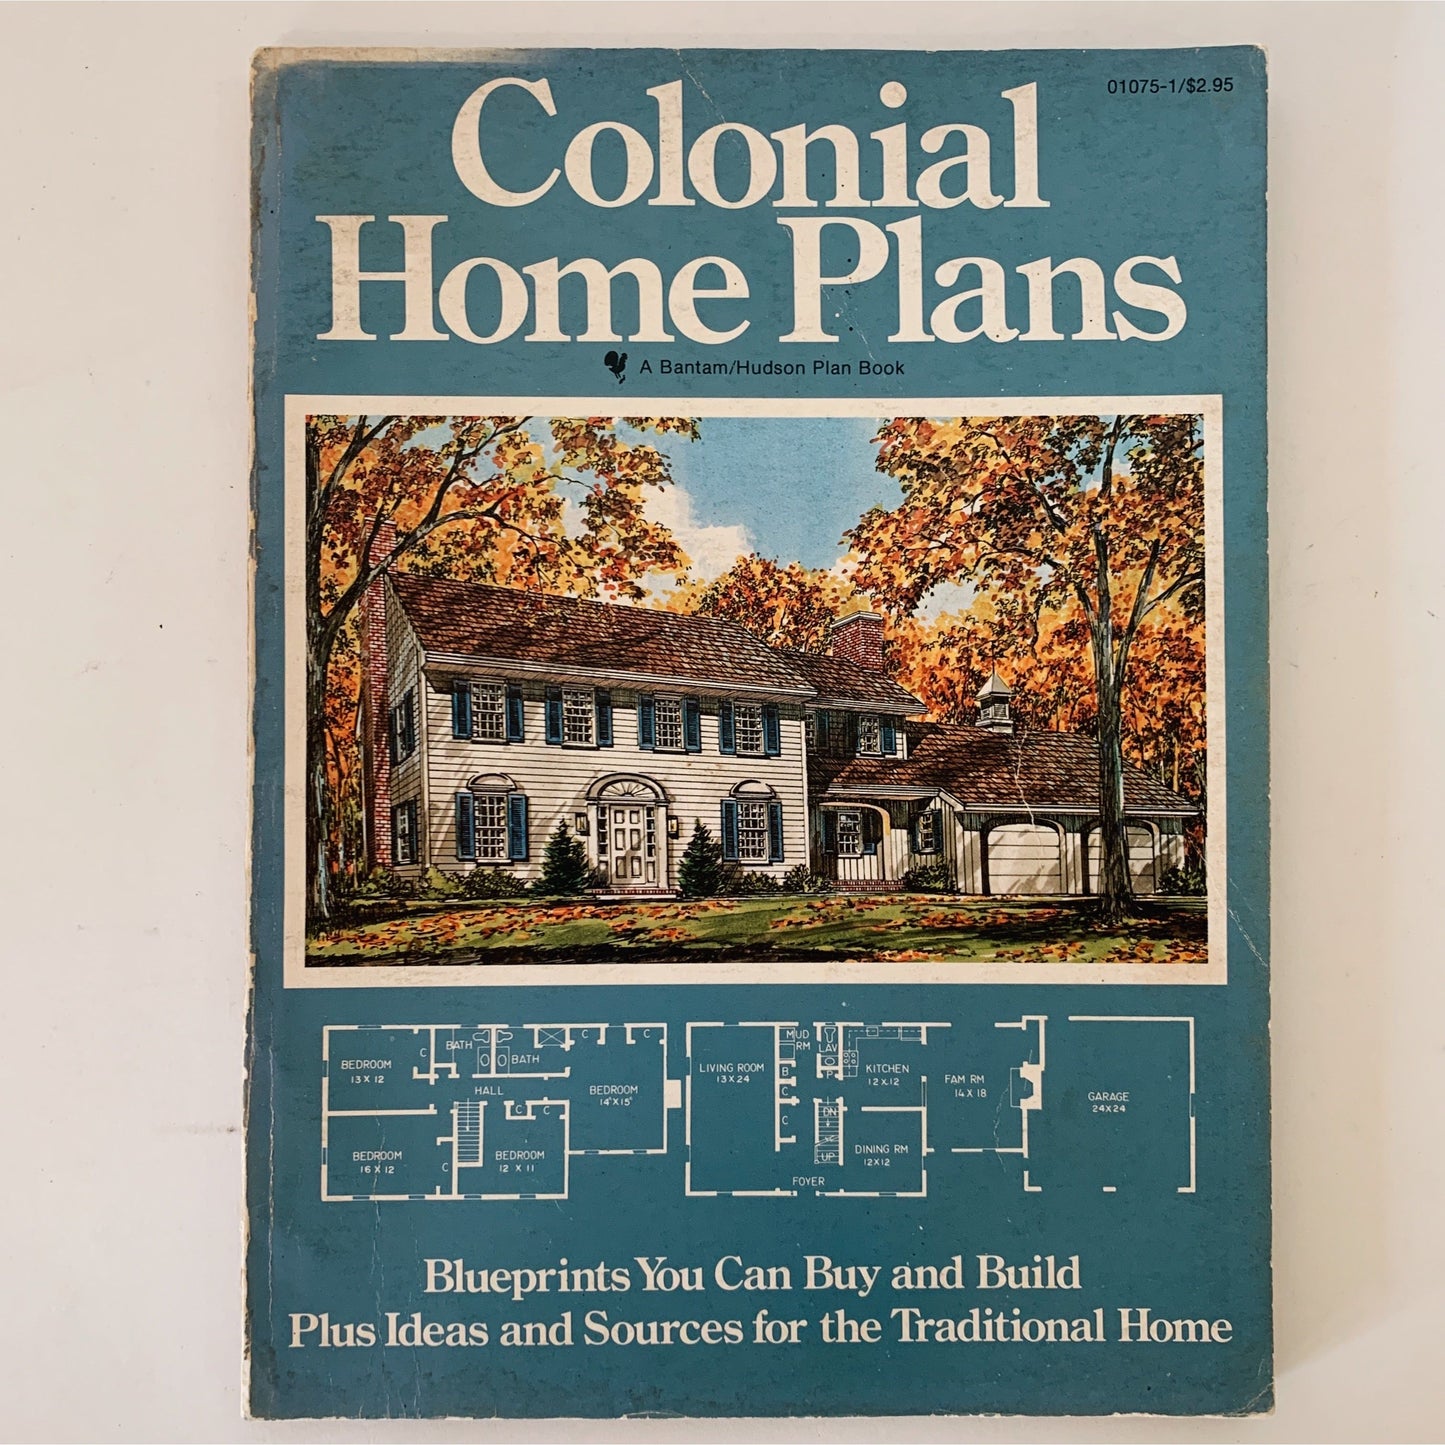 01075-1/$2.95
Colonial
Home Plans
A Bantam/Hudson Plan Book
BEDROOM
13 X 12
C
BATH
BATH
C
C
HALL
BEDROOM
C
C
BEDROOM
16 X 12
C
BEDROOM
12 X 11
LIVING ROOM
13 X 24
MUD
RM
LAV
B
C
C
P
KITCHEN
12 X 12
FAM RM
14 X 18
GARAGE
24X24
DN
UP
DINING RM
12X12
FOYER
Blueprints You Can Buy and Build
Plus Ideas and Sources for the Traditional Home